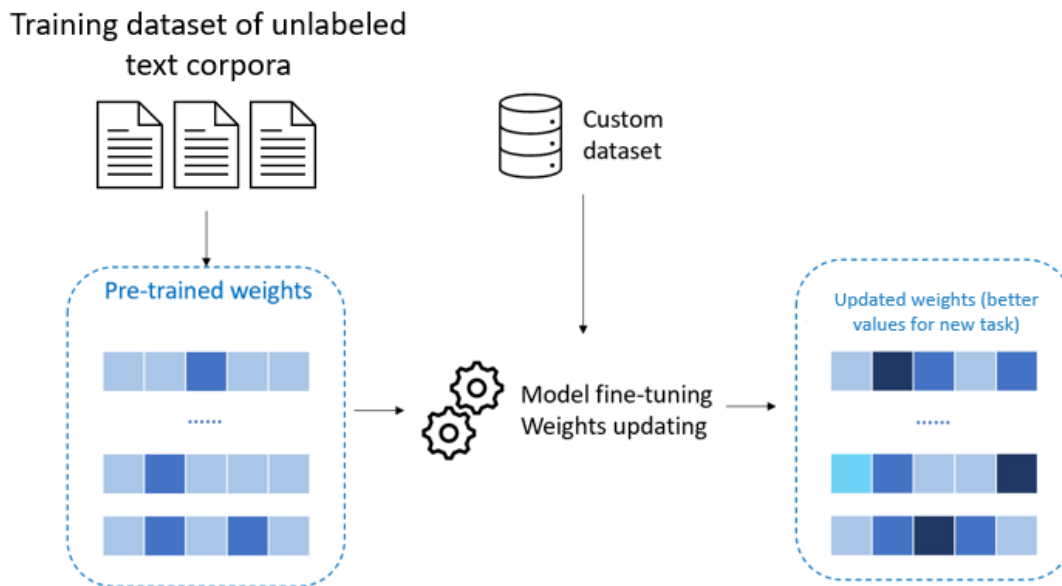 Training dataset of unlabeled
text corpora
Custom
dataset
Pre-trained weights
......
Model fine-tuning
Weights updating
Updated weights (better
values for new task)
......